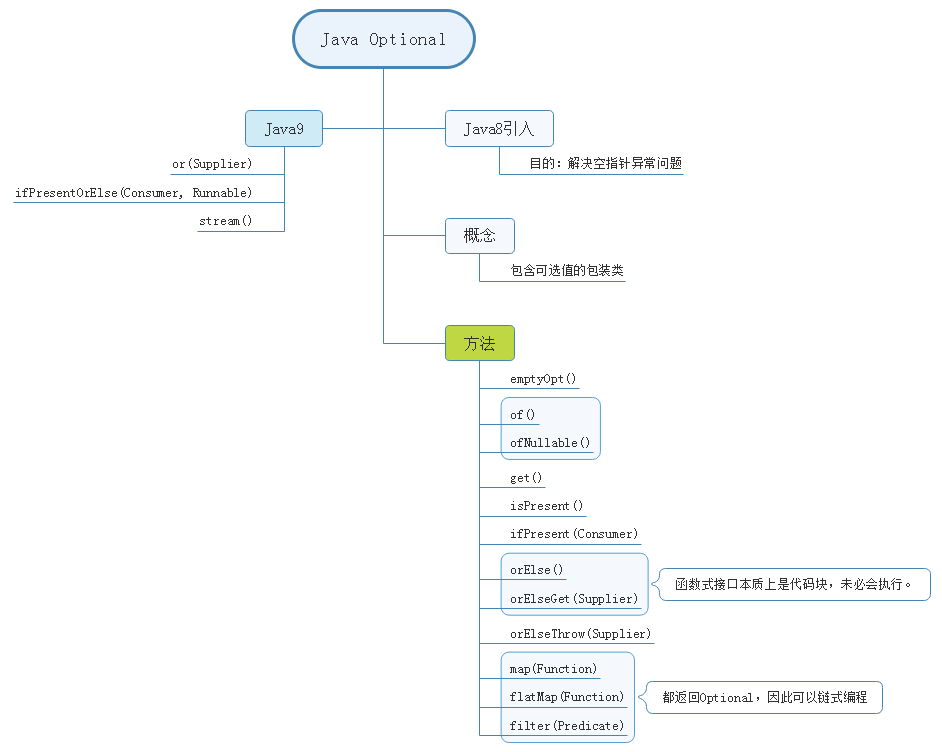 Java Optional
Java9
or(Supplier)
ifPresentOrElse(Consumer, Runnable)
stream()
Java8引入
目的：解决空指针异常问题
概念
包含可选值的包装类
方法
emptyOpt()
of()
ofNullable()
get()
isPresent()
ifPresent(Consumer)
orElse()
orElseGet(Supplier)
函数式接口本质上是代码块，未必会执行。
orElseThrow(Supplier)
map(Function)
flatMap(Function)
filter(Predicate)
都返回Optional，因此可以链式编程